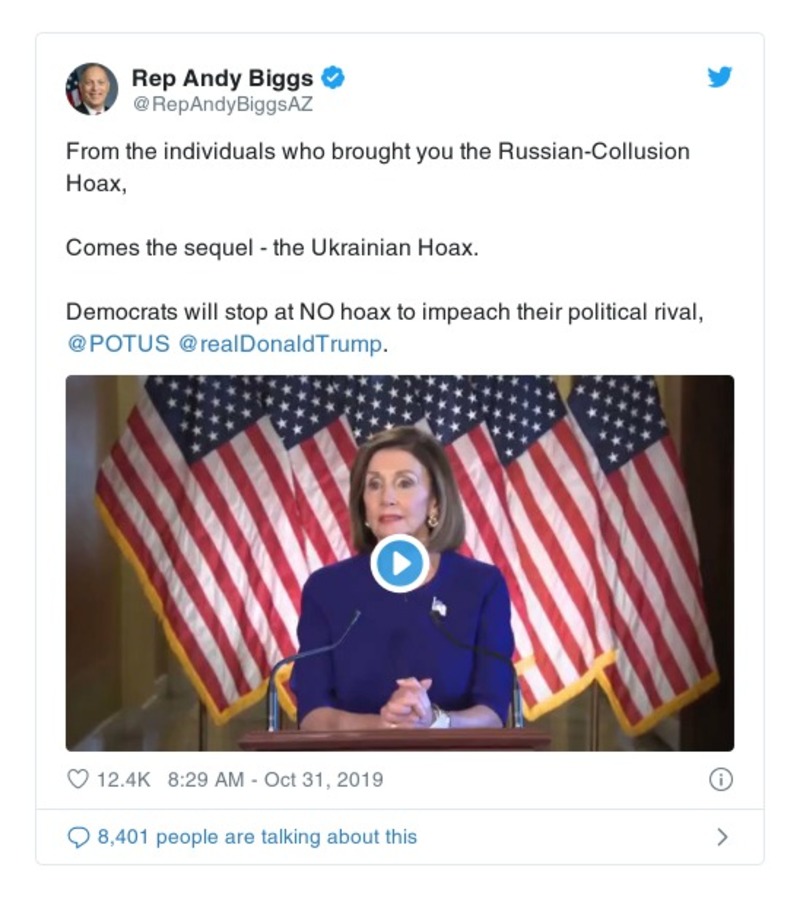 Rep Andy Biggs
@RepAndyBiggsAZ
From the individuals who brought you the Russian-Collusion
Hoax,
Comes the sequel - the Ukrainian Hoax.
Democrats will stop at NO hoax to impeach their political rival,
@POTUS @realDonaldTrump.
12.4K 8:29 AM - Oct 31, 2019
8,401 people are talking about this